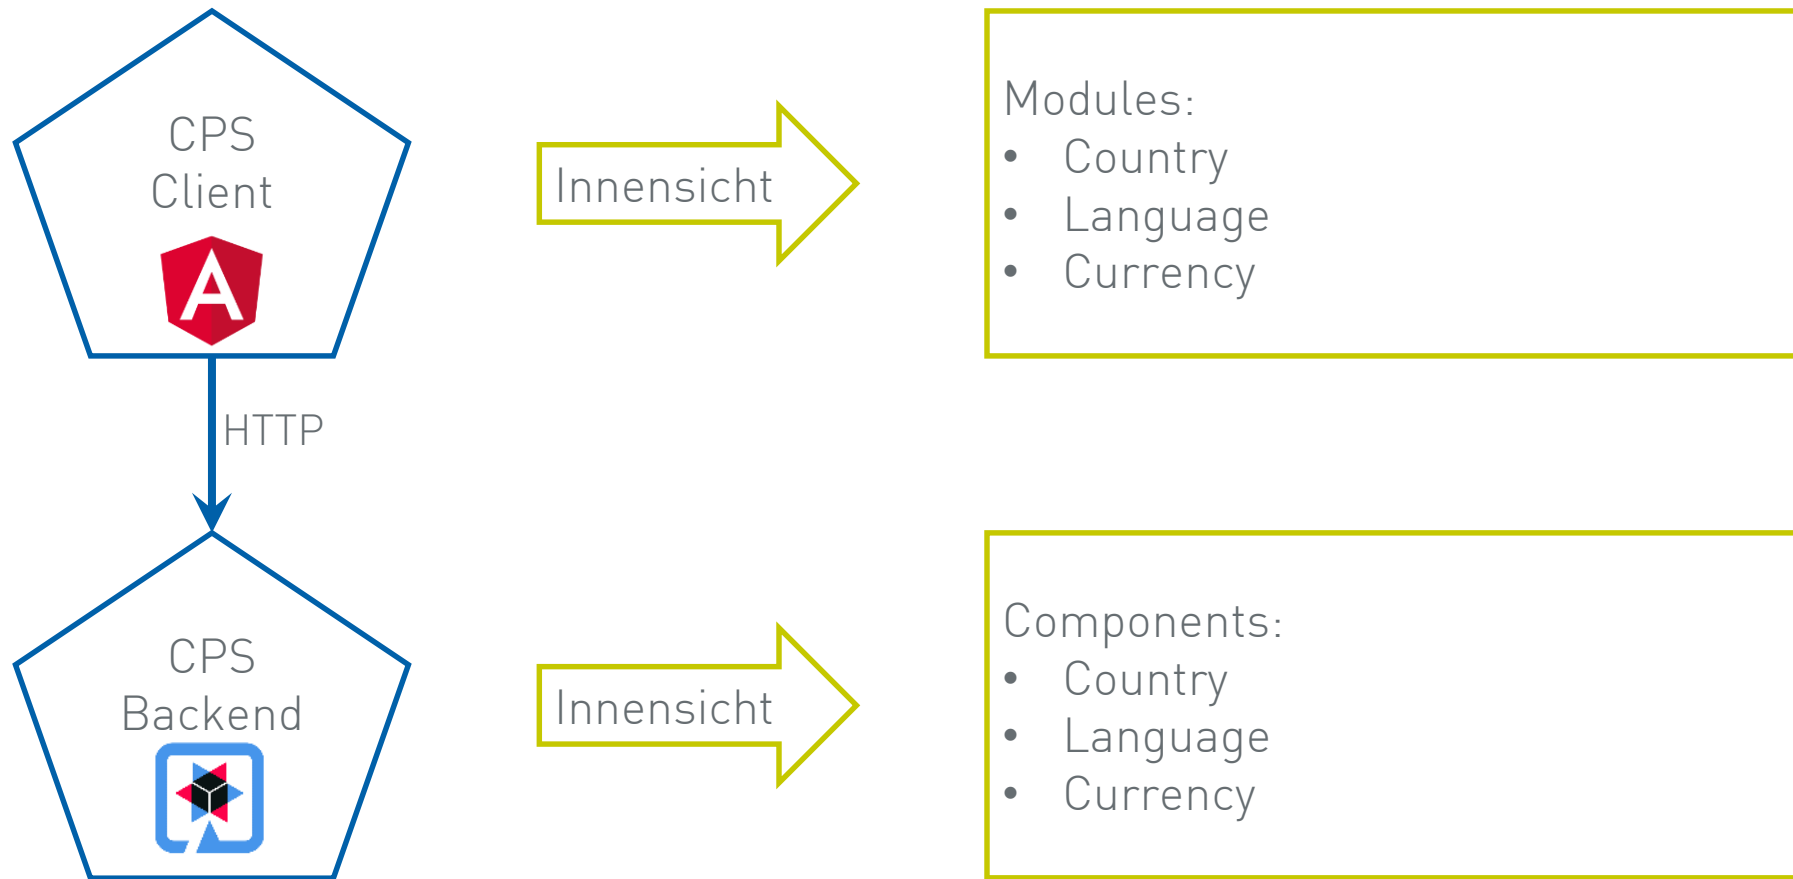 CPS
Client
Innensicht
Modules:
• Country
• Language
• Currency
HTTP
CPS
Backend
Innensicht
Components:
• Country
• Language
• Currency